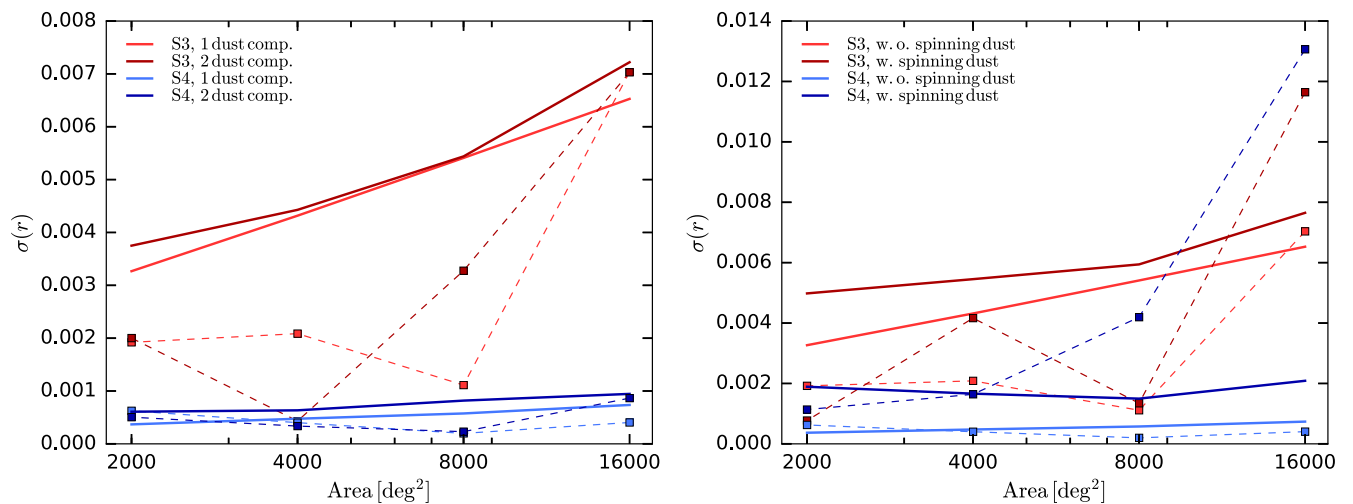 0.008
0.007
0.006
0.005
0.004
0.003
0.002
0.001
0.000
σ(r)
S3, 1 dust comp.
S3, 2 dust comp.
S4, 1 dust comp.
S4, 2 dust comp.
2000 4000 8000 16000
Area [deg²]
0.014
0.012
0.010
0.008
0.006
0.004
0.002
0.000
σ(r)
S3, w. o. spinning dust
S3, w. spinning dust
S4, w. o. spinning dust
S4, w. spinning dust
2000 4000 8000 16000
Area [deg²]